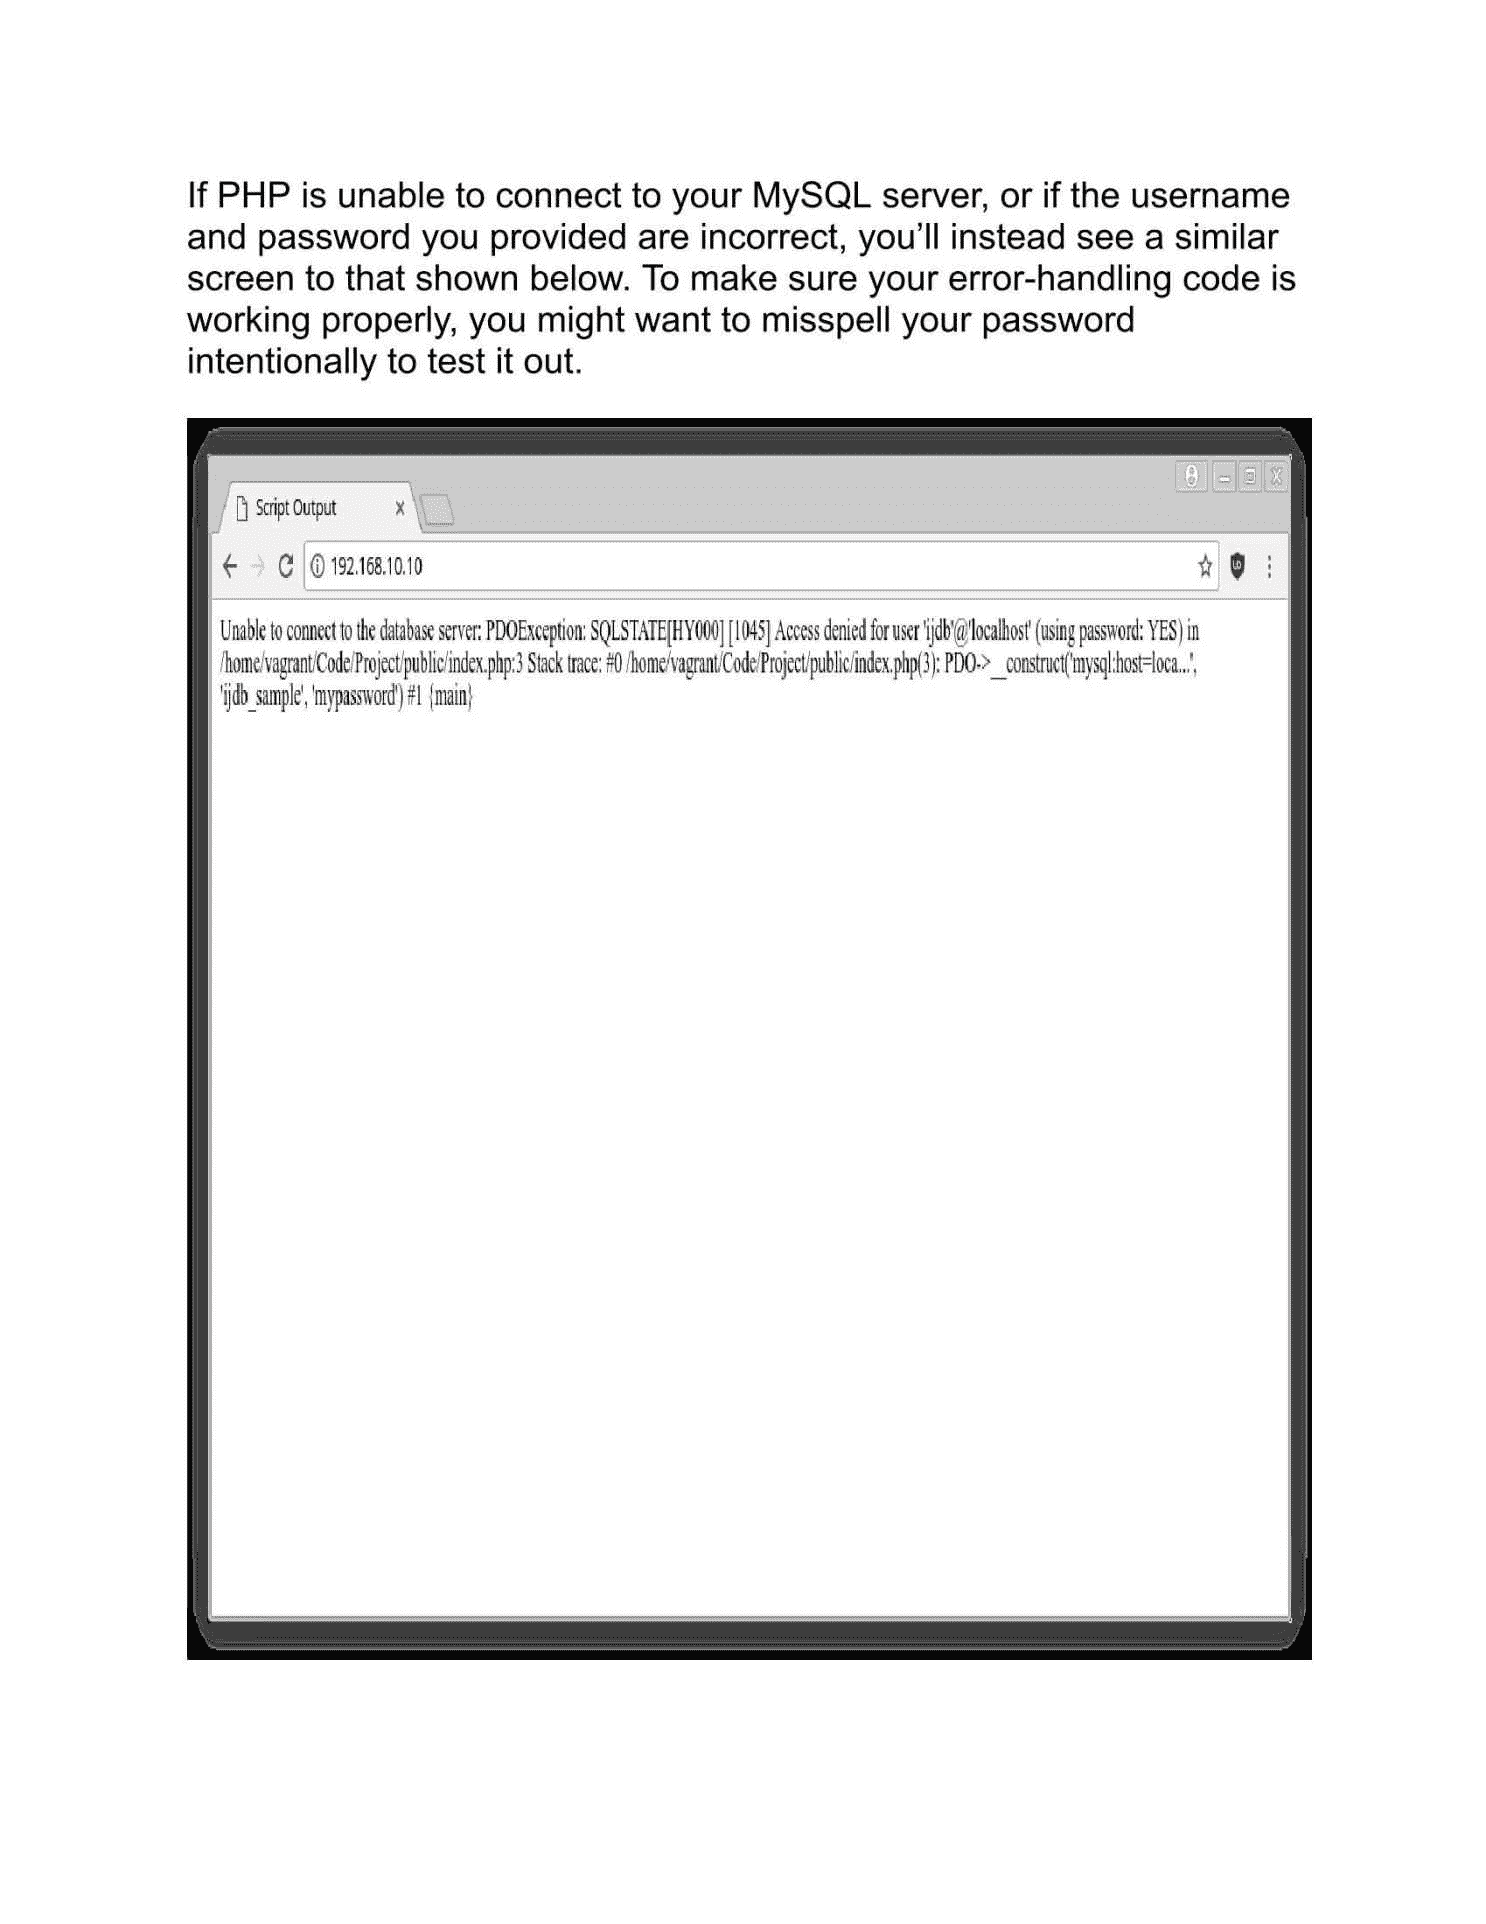 If PHP is unable to connect to your MySQL server, or if the username
and password you provided are incorrect, you’ll instead see a similar
screen to that shown below. To make sure your error-handling code is
working properly, you might want to misspell your password
intentionally to test it out.
Script Output
192.168.10.10
Unable to connect to the database server: PDOException: SQLSTATE[HY000] [1045] Access denied for user 'ijdb'@'localhost' (using password: YES) in
/home/vagrant/Code/Project/public/index.php:3 Stack trace: #0 /home/vagrant/Code/Project/public/index.php(3): PDO->__construct('mysql:host=loca...',
'ijdb_sample', 'mypassword') #1 {main}